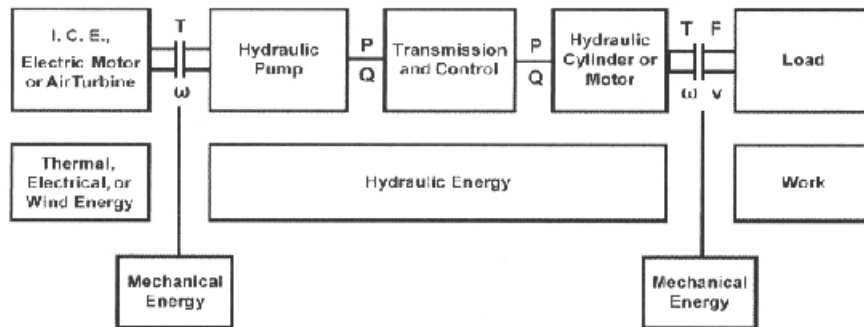 I. C. E.,
Electric Motor
or Air Turbine
T
ω
Hydraulic
Pump
P
Q
Transmission
and Control
P
Q
Hydraulic
Cylinder or
Motor
T F
ω v
Load
Thermal,
Electrical, or
Wind Energy
Hydraulic Energy
Work
Mechanical
Energy
Mechanical
Energy